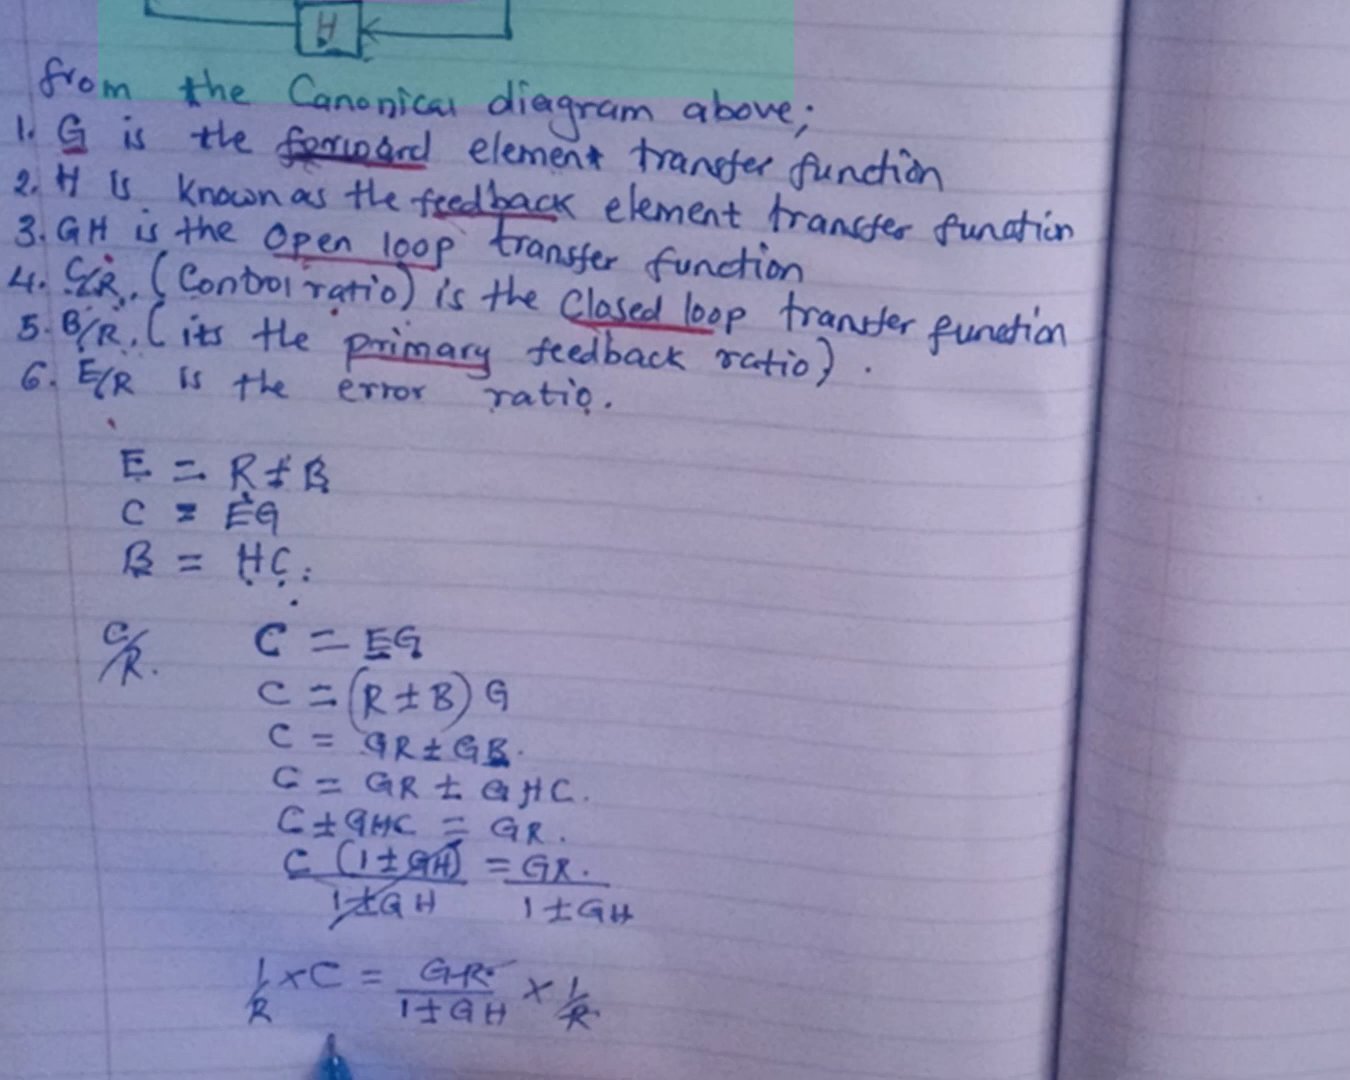 H
from the Canonical diagram above;
1. G is the forward element transfer function
2. H is known as the feedback element transfer function
3. GH is the open loop transfer function
4. C/R. (Control ratio) is the Closed loop transfer function
5. B/R. (its the primary feedback ratio).
6. E/R is the error ratio.
E = R ± B
C = EG
B = HC.
C/R. C = EG
C = (R ± B) G
C = GR ± GB.
C = GR ± GHC.
C ± GHC = GR.
C (1 ± GH) = GR.
1 ± GH 1 ± GH
1/R × C = GR / 1 ± GH × 1/R